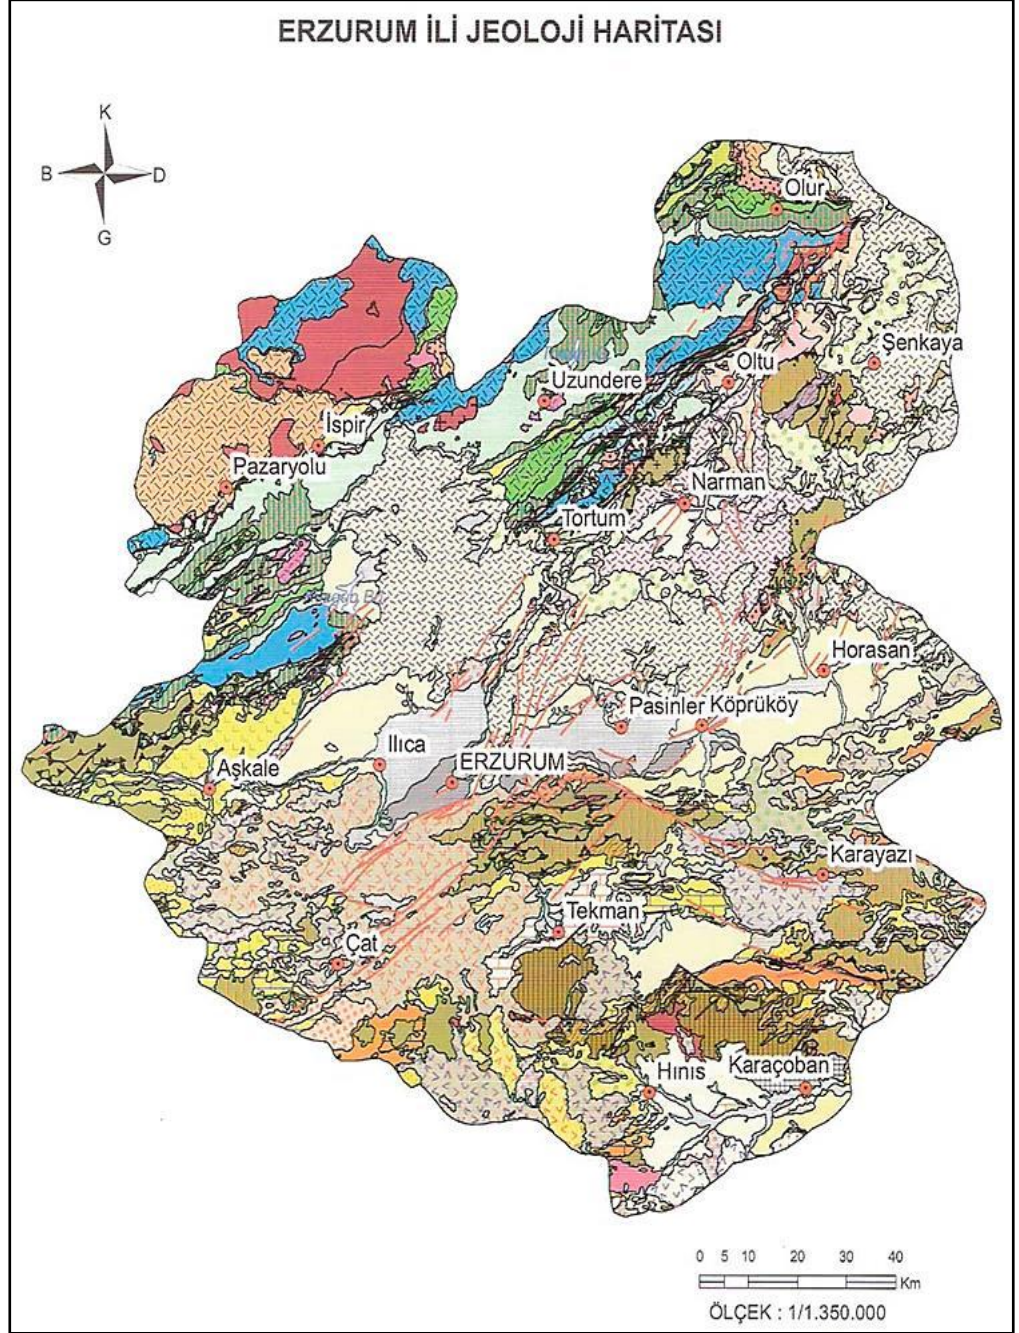 ERZURUM İLİ JEOLOJİ HARİTASI
K
B D
G
Olur
Şenkaya
Oltu
Uzundere
İspir
Pazaryolu
Narman
Tortum
Horasan
Pasinler Köprüköy
Ilıca
ERZURUM
Aşkale
Karayazı
Tekman
Çat
Hınıs
Karaçoban
0 5 10 20 30 40
Km
ÖLÇEK : 1/1.350.000